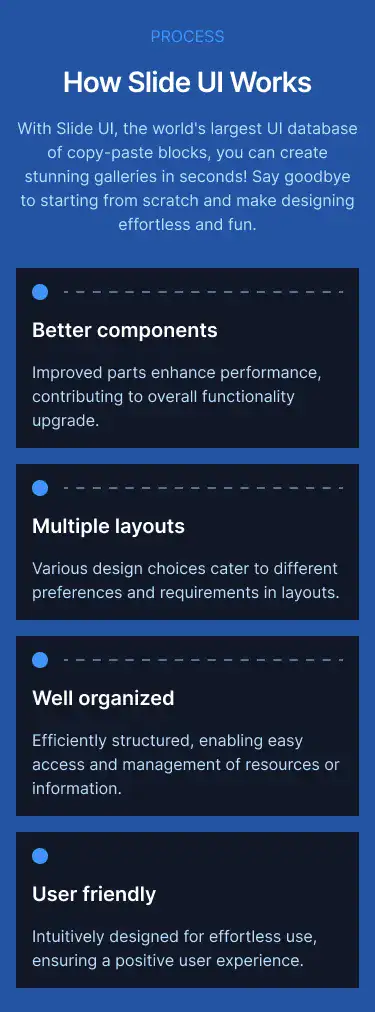 PROCESS
How Slide UI Works
With Slide UI, the world's largest UI database
of copy-paste blocks, you can create
stunning galleries in seconds! Say goodbye
to starting from scratch and make designing
effortless and fun.
Better components
Improved parts enhance performance,
contributing to overall functionality
upgrade.
Multiple layouts
Various design choices cater to different
preferences and requirements in layouts.
Well organized
Efficiently structured, enabling easy
access and management of resources or
information.
User friendly
Intuitively designed for effortless use,
ensuring a positive user experience.